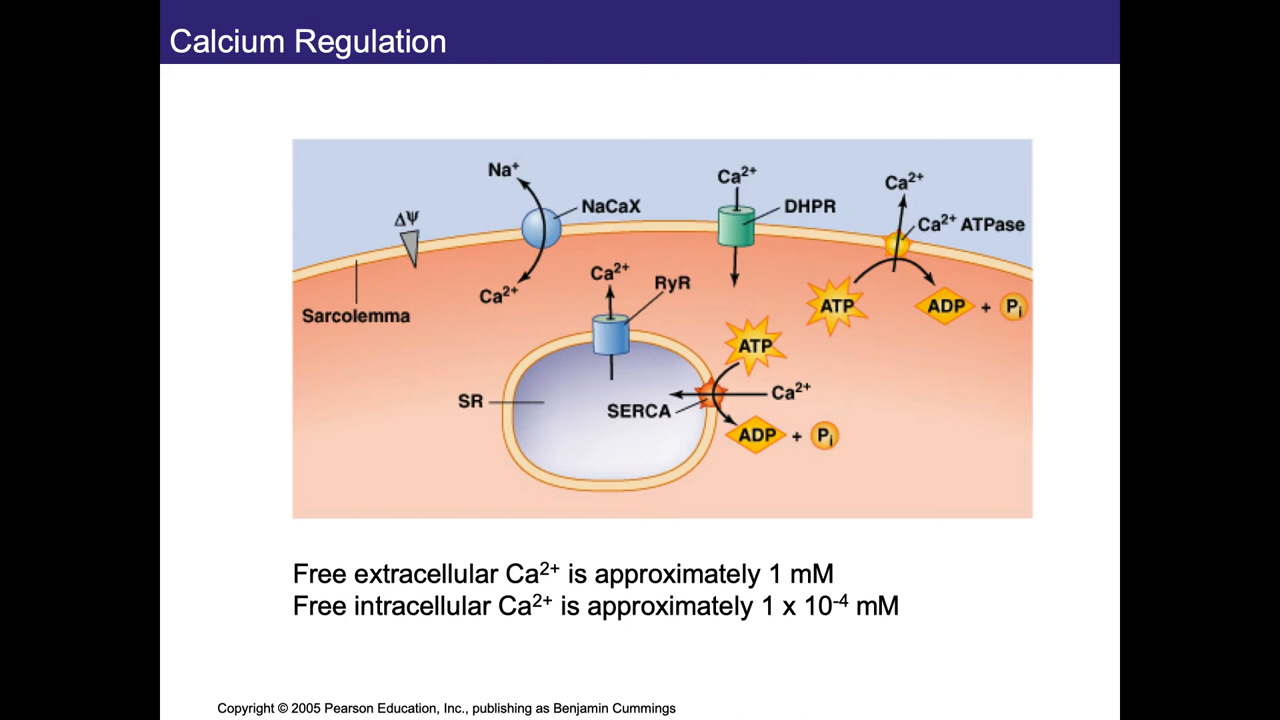 Calcium Regulation
Na⁺
NaCaX
Ca²⁺
DHPR
Ca²⁺
Ca²⁺ ATPase
ΔΨ
Sarcolemma
Ca²⁺
Ca²⁺
RyR
ATP
ADP + Pᵢ
ATP
SR
SERCA
Ca²⁺
ADP + Pᵢ
Free extracellular Ca²⁺ is approximately 1 mM
Free intracellular Ca²⁺ is approximately 1 x 10⁻⁴ mM
Copyright © 2005 Pearson Education, Inc., publishing as Benjamin Cummings